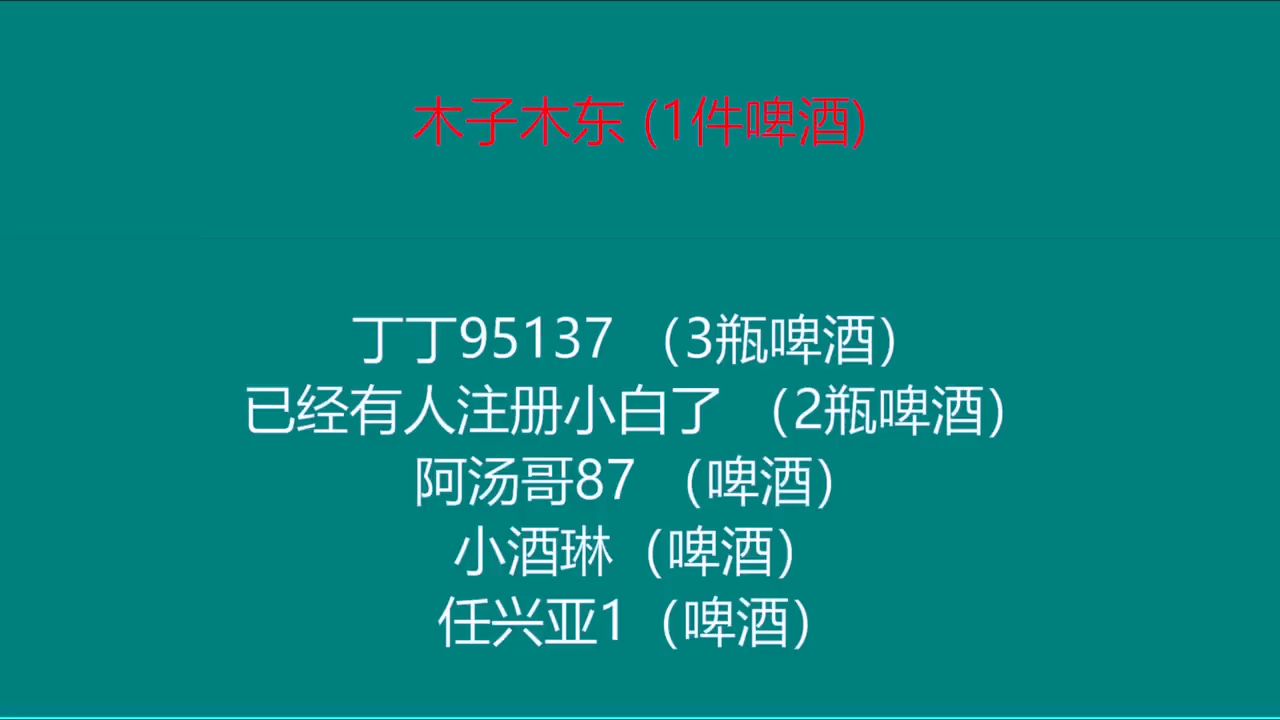 木子木东 (1件啤酒)
丁丁95137 （3瓶啤酒）
已经有人注册小白了 （2瓶啤酒）
阿汤哥87 （啤酒）
小酒琳（啤酒）
任兴亚1（啤酒）